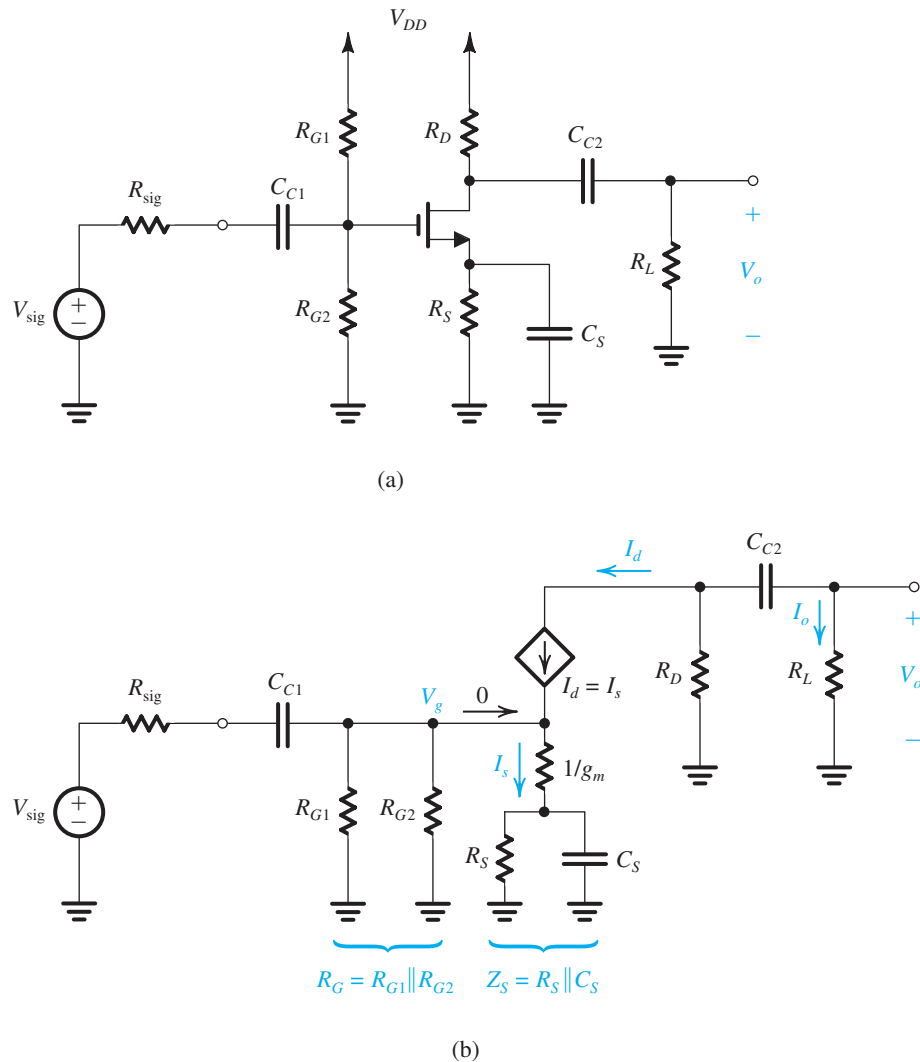 V_DD
R_G1
R_D
C_C2
R_sig
C_C1
+
R_L
V_o
V_sig
+
−
R_G2
R_S
C_S
−
(a)
I_d
C_C2
I_o
+
R_sig
C_C1
V_g
0
I_d = I_s
R_D
R_L
V_o
I_s
1/g_m
−
V_sig
+
−
R_G1
R_G2
R_S
C_S
R_G = R_G1 || R_G2
Z_S = R_S || C_S
(b)